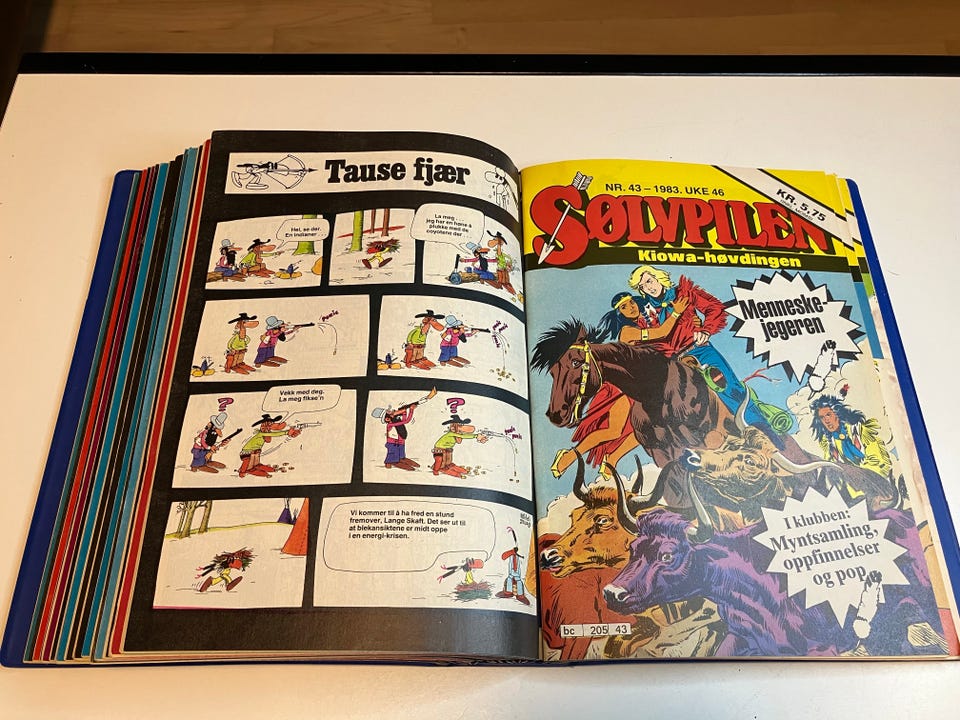 Tause fjær
Hei, se der.
En indianer ...
La meg ...
jeg har en høne å
plukke med de
coyotene der ...
Vekk med deg.
La meg fikse'n
?
?
Vi kommer til å ha fred en stund
fremover, Lange Skaft. Det ser ut til
at blekansiktene er midt oppe
i en energi-krisen.
NR. 43 – 1983. UKE 46
KR. 5,75
SØLVPILEN
Kiowa-høvdingen
Menneske-
jegeren
I klubben:
Myntsamling,
oppfinnelser
og pop
bc 205 43